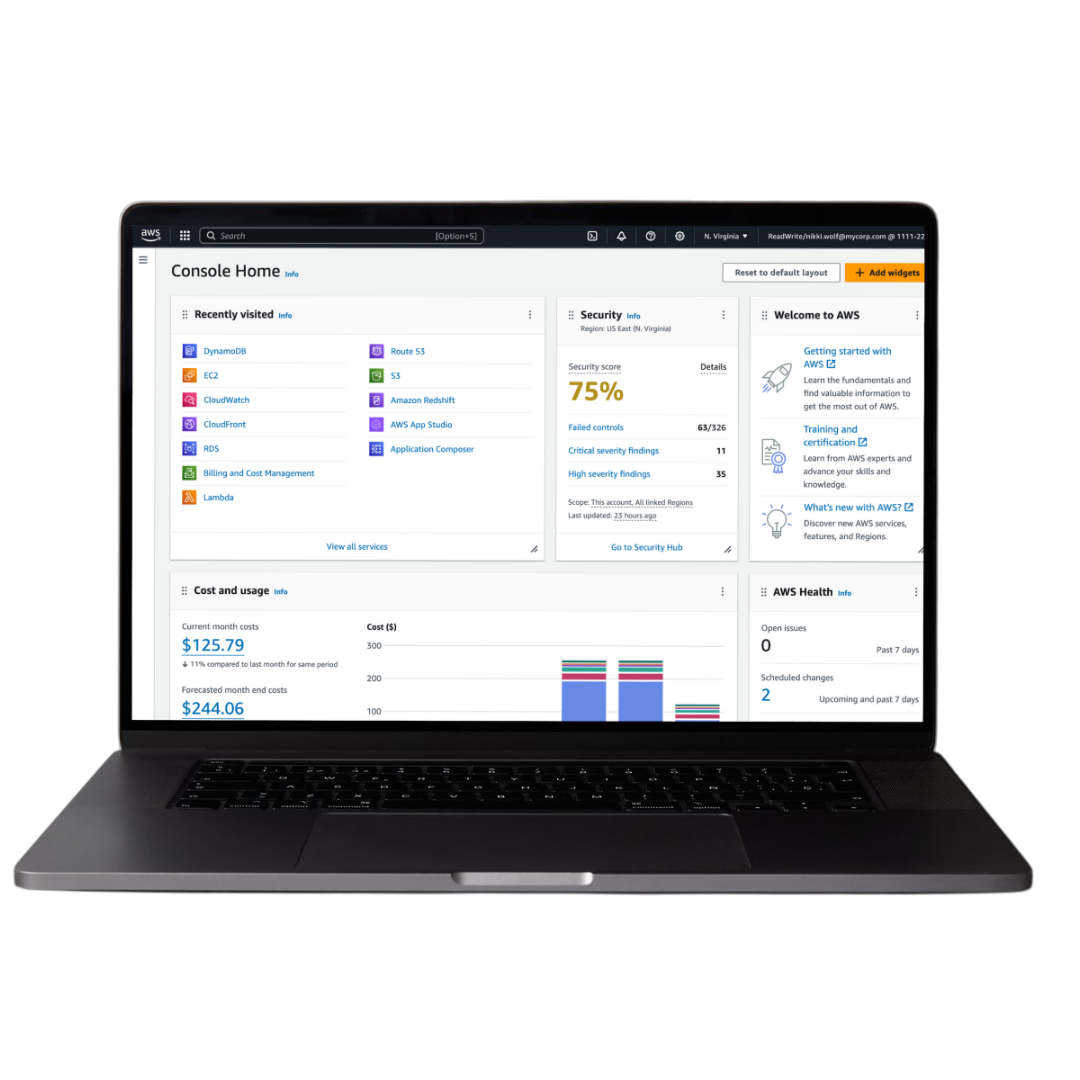 aws
Search
[Option+S]
N. Virginia
ReadWrite/nikki.wolf@mycorp.com @ 1111-22
Console Home Info
Reset to default layout
+ Add widgets
Recently visited Info
DynamoDB
EC2
CloudWatch
CloudFront
RDS
Billing and Cost Management
Lambda
Route 53
S3
Amazon Redshift
AWS App Studio
Application Composer
View all services
Security Info
Region: US East (N. Virginia)
Security score
Details
75%
Failed controls 63/326
Critical severity findings 11
High severity findings 35
Scope: This account, All linked Regions
Last updated: 23 hours ago
Go to Security Hub
Welcome to AWS
Getting started with
AWS
Learn the fundamentals and
find valuable information to
get the most out of AWS.
Training and
certification
Learn from AWS experts and
advance your skills and
knowledge.
What's new with AWS?
Discover new AWS services,
features, and Regions.
Cost and usage Info
Current month costs
$125.79
↓ 11% compared to last month for same period
Forecasted month end costs
$244.06
Cost ($)
300
200
100
AWS Health Info
Open issues
0
Past 7 days
Scheduled changes
2
Upcoming and past 7 days